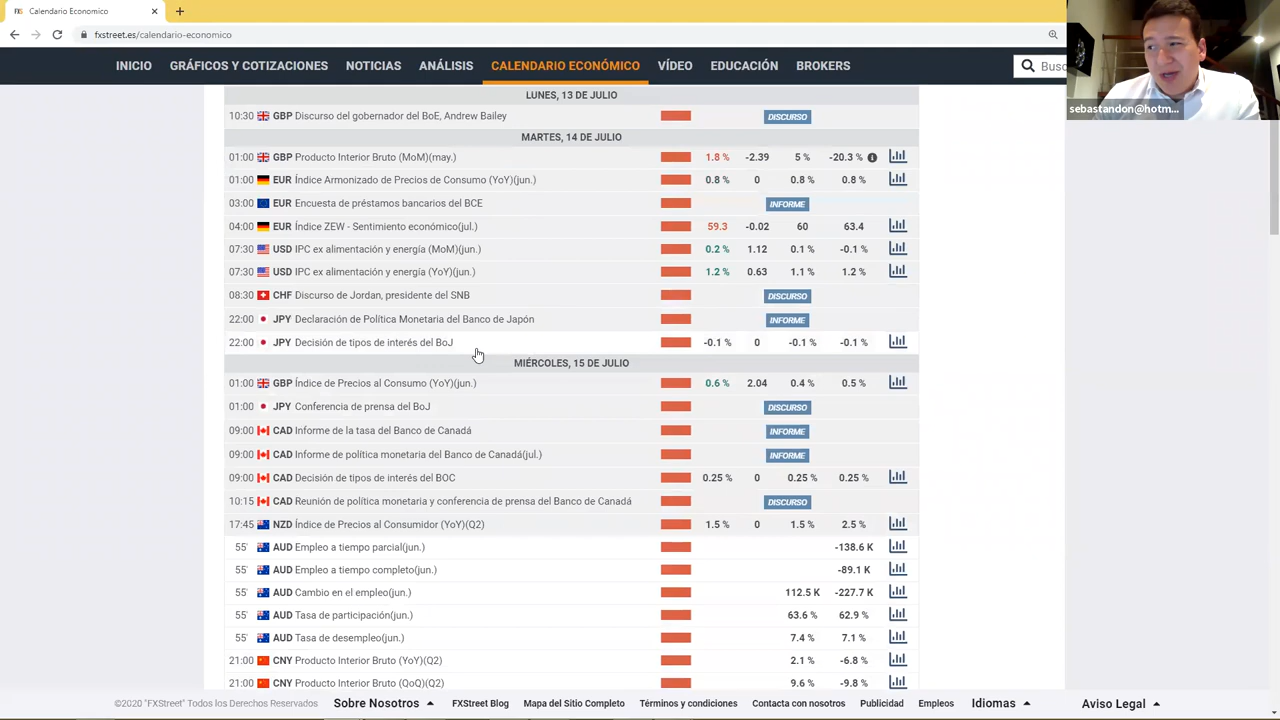 FXS Calendario Economico
fxstreet.es/calendario-economico
INICIO GRÁFICOS Y COTIZACIONES NOTICIAS ANÁLISIS CALENDARIO ECONÓMICO VÍDEO EDUCACIÓN BROKERS Busc
sebastandon@hotm...
LUNES, 13 DE JULIO
10:30 GBP Discurso del gobernador del BoE, Andrew Bailey DISCURSO
MARTES, 14 DE JULIO
01:00 GBP Producto Interior Bruto (MoM)(may.) 1.8 % -2.39 5 % -20.3 %
01:00 EUR Índice Armonizado de Precios de Consumo (YoY)(jun.) 0.8 % 0 0.8 % 0.8 %
03:00 EUR Encuesta de préstamos bancarios del BCE INFORME
04:00 EUR Índice ZEW - Sentimiento económico(jul.) 59.3 -0.02 60 63.4
07:30 USD IPC ex alimentación y energía (MoM)(jun.) 0.2 % 1.12 0.1 % -0.1 %
07:30 USD IPC ex alimentación y energía (YoY)(jun.) 1.2 % 0.63 1.1 % 1.2 %
08:30 CHF Discurso de Jordan, presidente del SNB DISCURSO
22:00 JPY Declaración de Política Monetaria del Banco de Japón INFORME
22:00 JPY Decisión de tipos de interés del BoJ -0.1 % 0 -0.1 % -0.1 %
MIÉRCOLES, 15 DE JULIO
01:00 GBP Índice de Precios al Consumo (YoY)(jun.) 0.6 % 2.04 0.4 % 0.5 %
01:00 JPY Conferencia de prensa del BoJ DISCURSO
09:00 CAD Informe de la tasa del Banco de Canadá INFORME
09:00 CAD Informe de política monetaria del Banco de Canadá(jul.) INFORME
09:00 CAD Decisión de tipos de interés del BOC 0.25 % 0 0.25 % 0.25 %
10:15 CAD Reunión de política monetaria y conferencia de prensa del Banco de Canadá DISCURSO
17:45 NZD Índice de Precios al Consumidor (YoY)(Q2) 1.5 % 0 1.5 % 2.5 %
55' AUD Empleo a tiempo parcial(jun.) -138.6 K
55' AUD Empleo a tiempo completo(jun.) -89.1 K
55' AUD Cambio en el empleo(jun.) 112.5 K -227.7 K
55' AUD Tasa de participación(jun.) 63.6 % 62.9 %
55' AUD Tasa de desempleo(jun.) 7.4 % 7.1 %
21:00 CNY Producto Interior Bruto (YoY)(Q2) 2.1 % -6.8 %
21:00 CNY Producto Interior Bruto (QoQ)(Q2) 9.6 % -9.8 %
©2020 "FXStreet" Todos los Derechos Reservados Sobre Nosotros FXStreet Blog Mapa del Sitio Completo Términos y condiciones Contacta con nosotros Publicidad Empleos Idiomas Aviso Legal